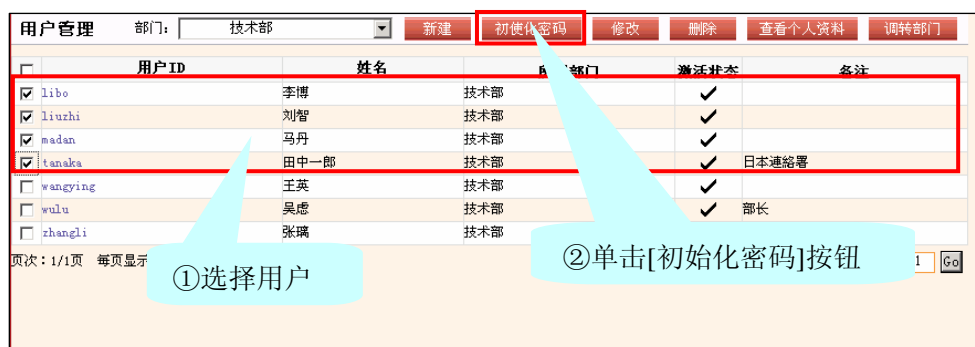 用户管理 部门： 技术部 新建 初使化密码 修改 删除 查看个人资料 调转部门
用户ID 姓名 部门 激活状态 备注
libo 李博 技术部
liuzhi 刘智 技术部
madan 马丹 技术部
tanaka 田中一郎 技术部 日本連絡署
wangying 王英 技术部
wulu 吴虑 技术部 部长
zhangli 张璃 技术部
页次：1/1页 每页显示 1 Go
①选择用户
②单击[初始化密码]按钮